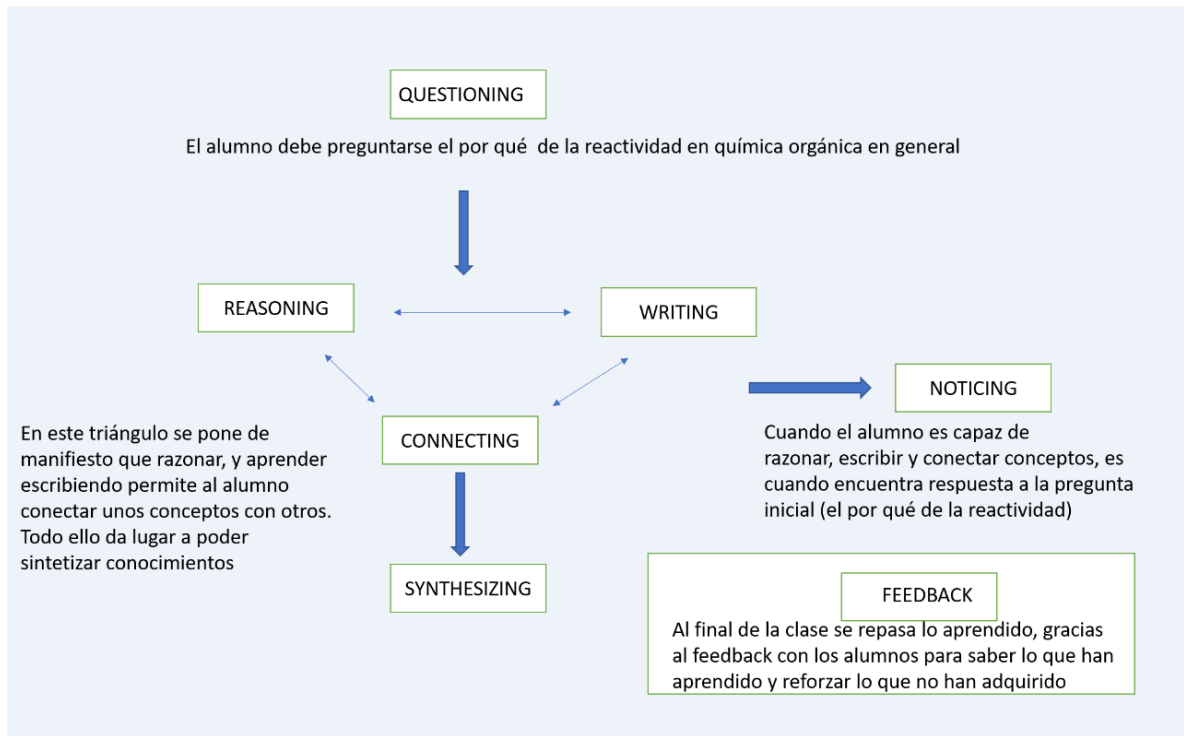 QUESTIONING
El alumno debe preguntarse el por qué de la reactividad en química orgánica en general
REASONING
WRITING
CONNECTING
NOTICING
En este triángulo se pone de
manifiesto que razonar, y aprender
escribiendo permite al alumno
conectar unos conceptos con otros.
Todo ello da lugar a poder
sintetizar conocimientos
Cuando el alumno es capaz de
razonar, escribir y conectar conceptos, es
cuando encuentra respuesta a la pregunta
inicial (el por qué de la reactividad)
SYNTHESIZING
FEEDBACK
Al final de la clase se repasa lo aprendido, gracias
al feedback con los alumnos para saber lo que han
aprendido y reforzar lo que no han adquirido